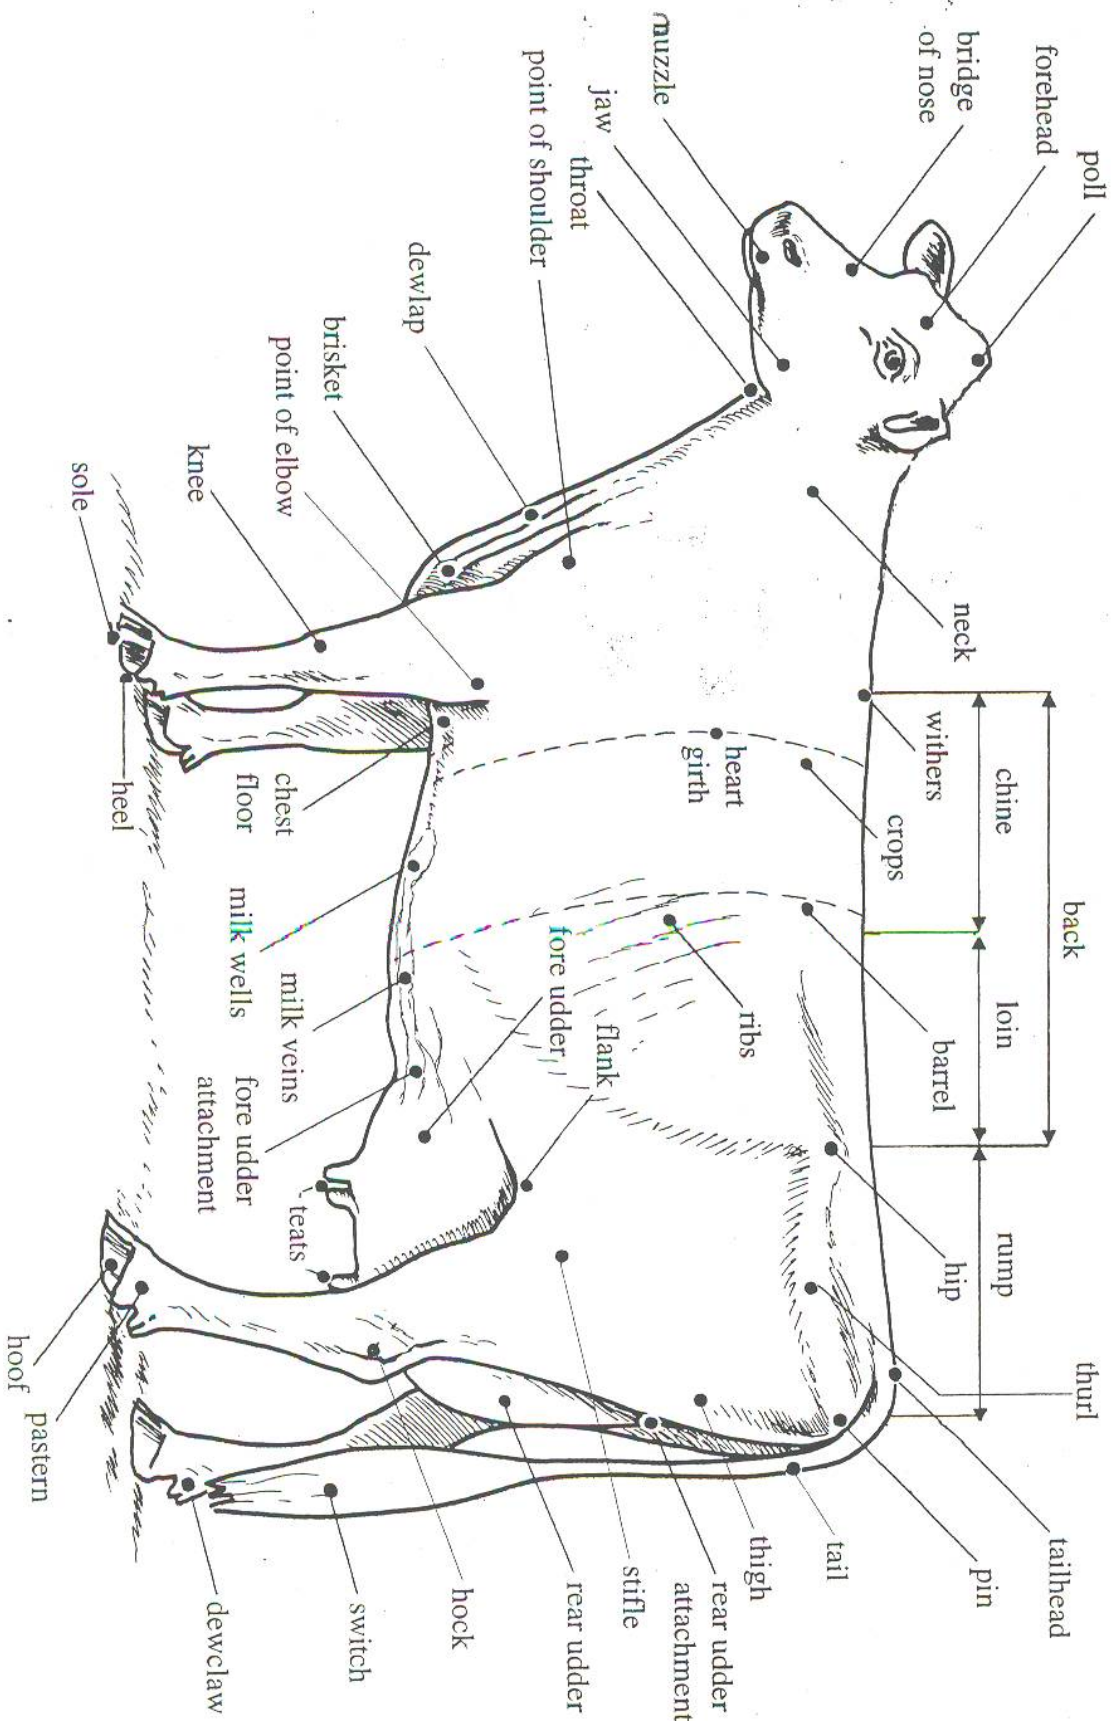 poll
forehead
bridge
of nose
muzzle
jaw
throat
point of shoulder
dewlap
brisket
point of elbow
knee
sole
heel
neck
withers
chine
back
loin
rump
heart
girth
crops
barrel
ribs
hip
thurl
tailhead
pin
tail
thigh
rear udder
attachment
stifle
rear udder
hock
switch
dewclaw
pastern
hoof
teats
flank
fore udder
fore udder
attachment
milk veins
milk wells
chest
floor